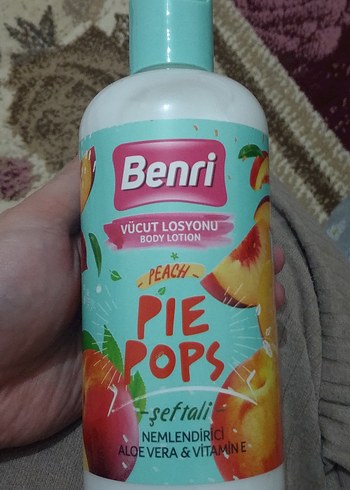 Benri
VÜCUT LOSYONU
BODY LOTION
PEACH
PIE
POPS
şeftali
NEMLENDİRİCİ
ALOE VERA & VİTAMİN E